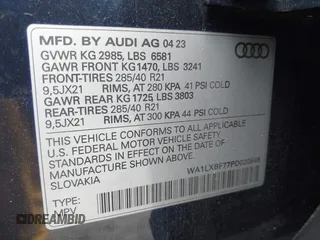 MFD. BY AUDI AG 04 23
GVWR KG 2985, LBS 6581
GAWR FRONT KG1470, LBS 3241
FRONT-TIRES 285/40 R21
9,5JX21 RIMS, AT 280 KPA 41 PSI COLD
GAWR REAR KG1725, LBS 3803
REAR-TIRES 285/40 R21
9,5JX21 RIMS, AT 300 KPA 44 PSI COLD
THIS VEHICLE CONFORMS TO ALL APPLICABLE
U.S. FEDERAL MOTOR VEHICLE SAFETY
STANDARDS IN EFFECT ON THE DATE OF
MANUFACTURE SHOWN ABOVE.
SLOVAKIA
TYPE:
MPV
DREAMBID